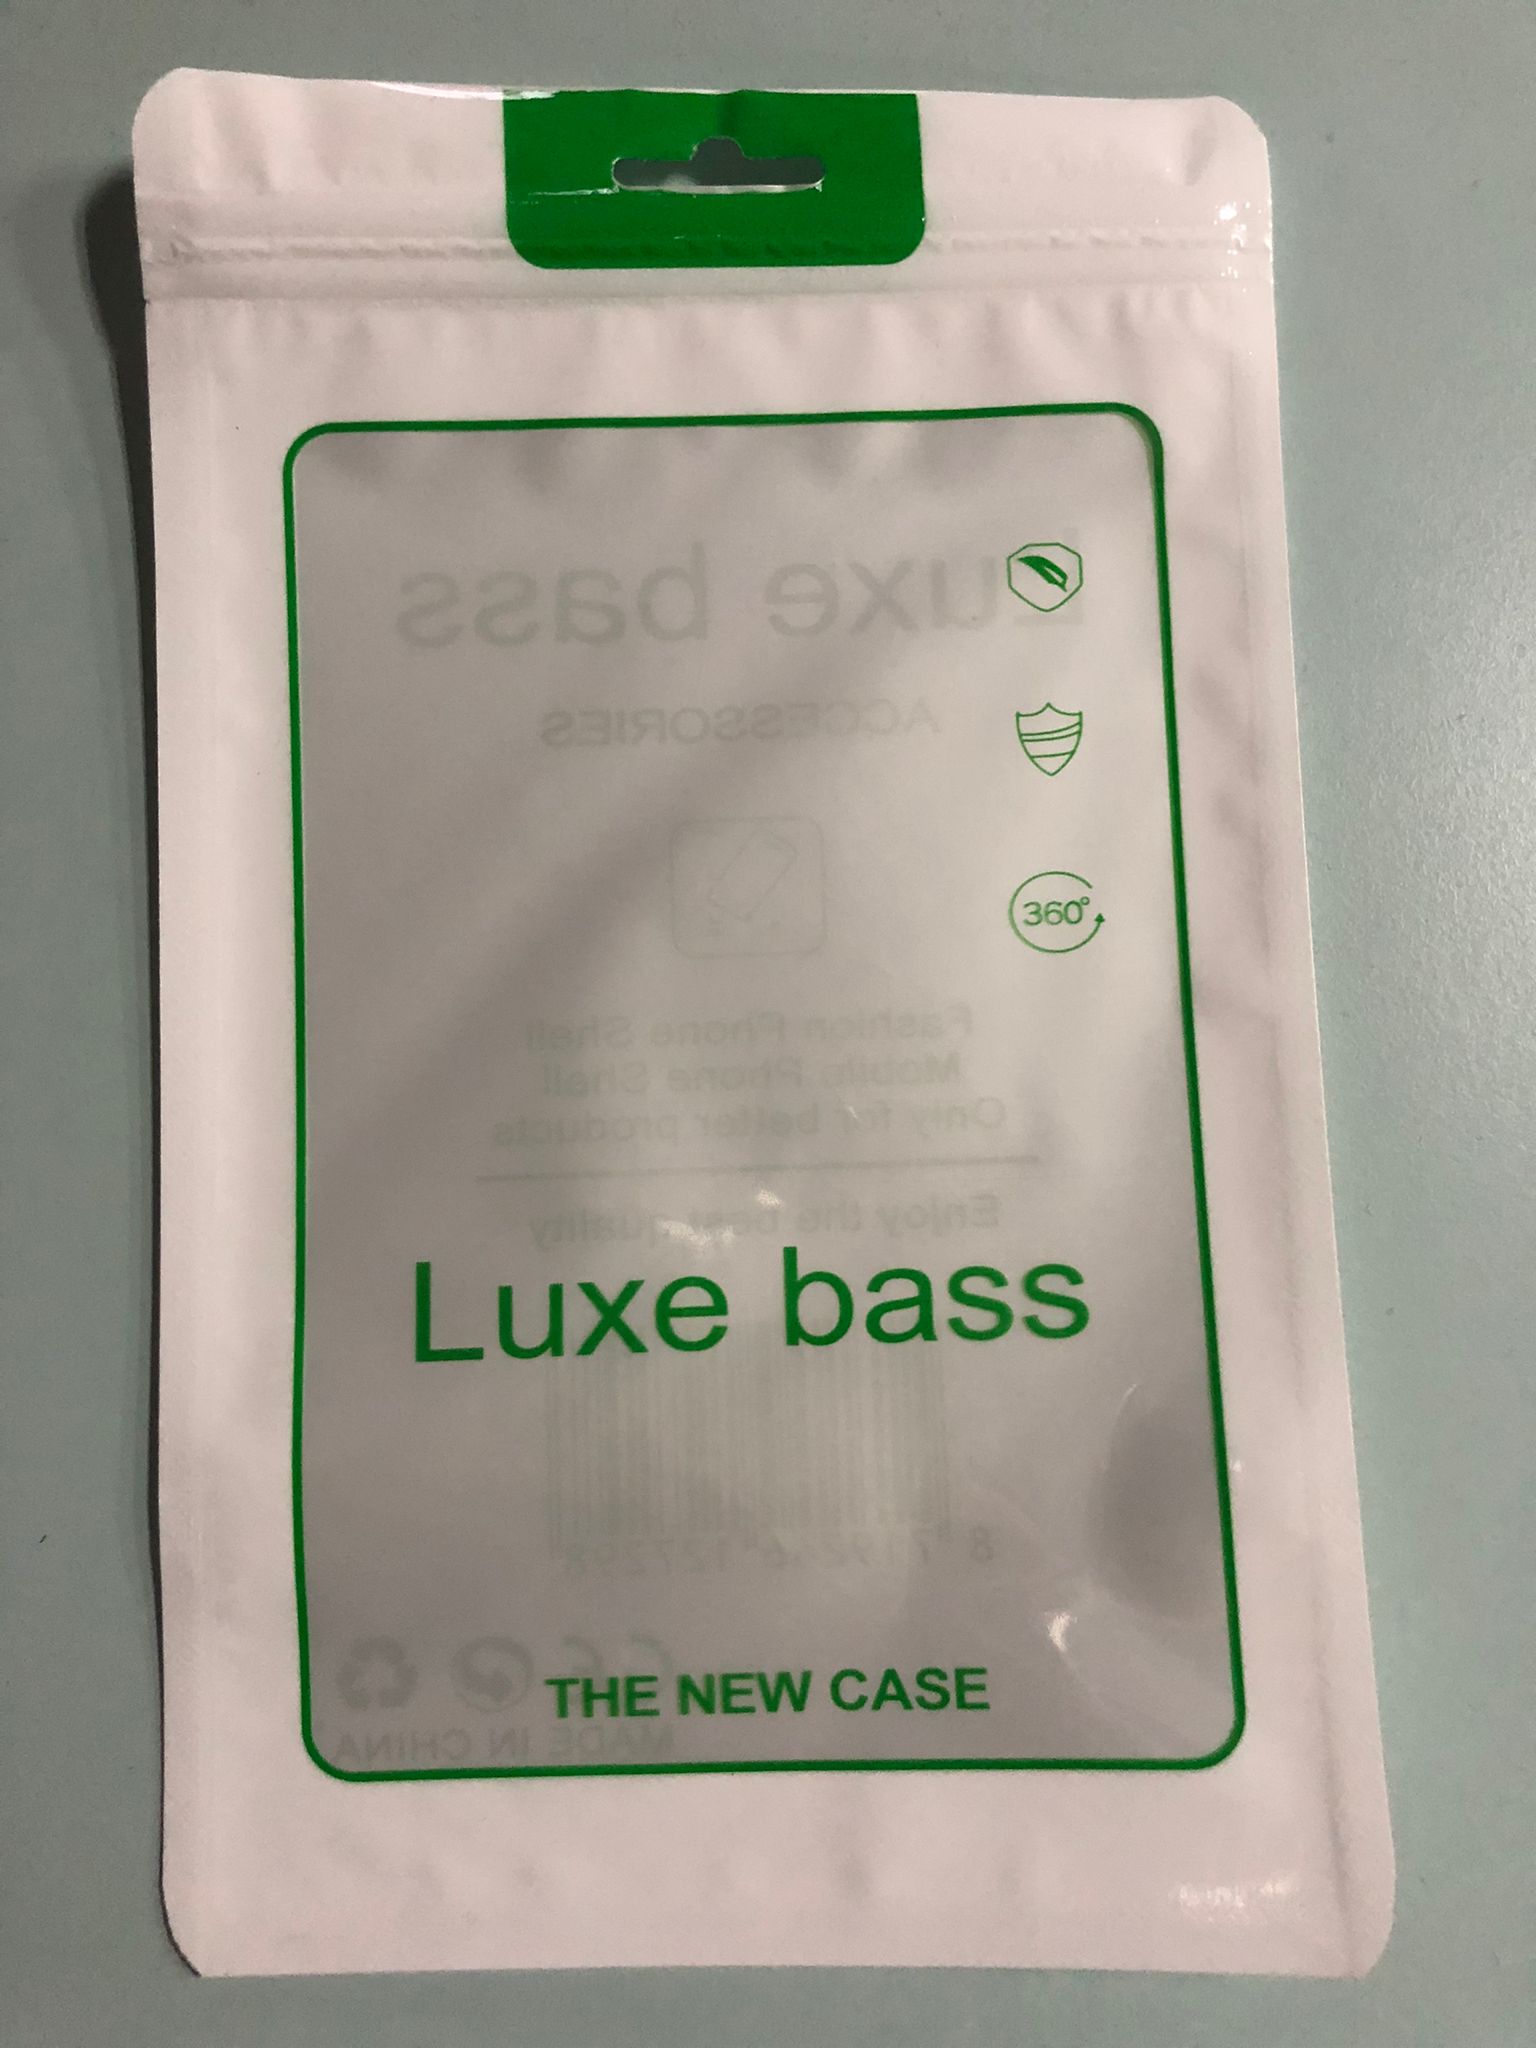 Luxe bass
ACCESSORIES
360°
Fashion Phone Shell
Mobile Phone Shell
Only for better products
Enjoy the best quality
Luxe bass
THE NEW CASE
MADE IN CHINA